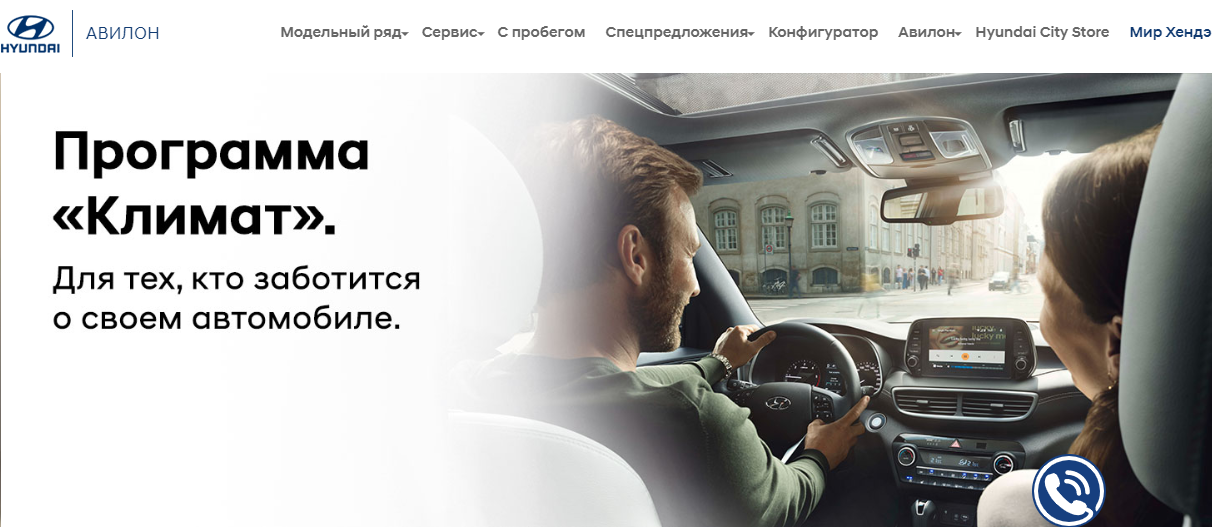 HYUNDAI
АВИЛОН
Модельный ряд Сервис С пробегом Спецпредложения Конфигуратор Авилон Hyundai City Store Мир Хендэ
Программа
«Климат».
Для тех, кто заботится
о своем автомобиле.